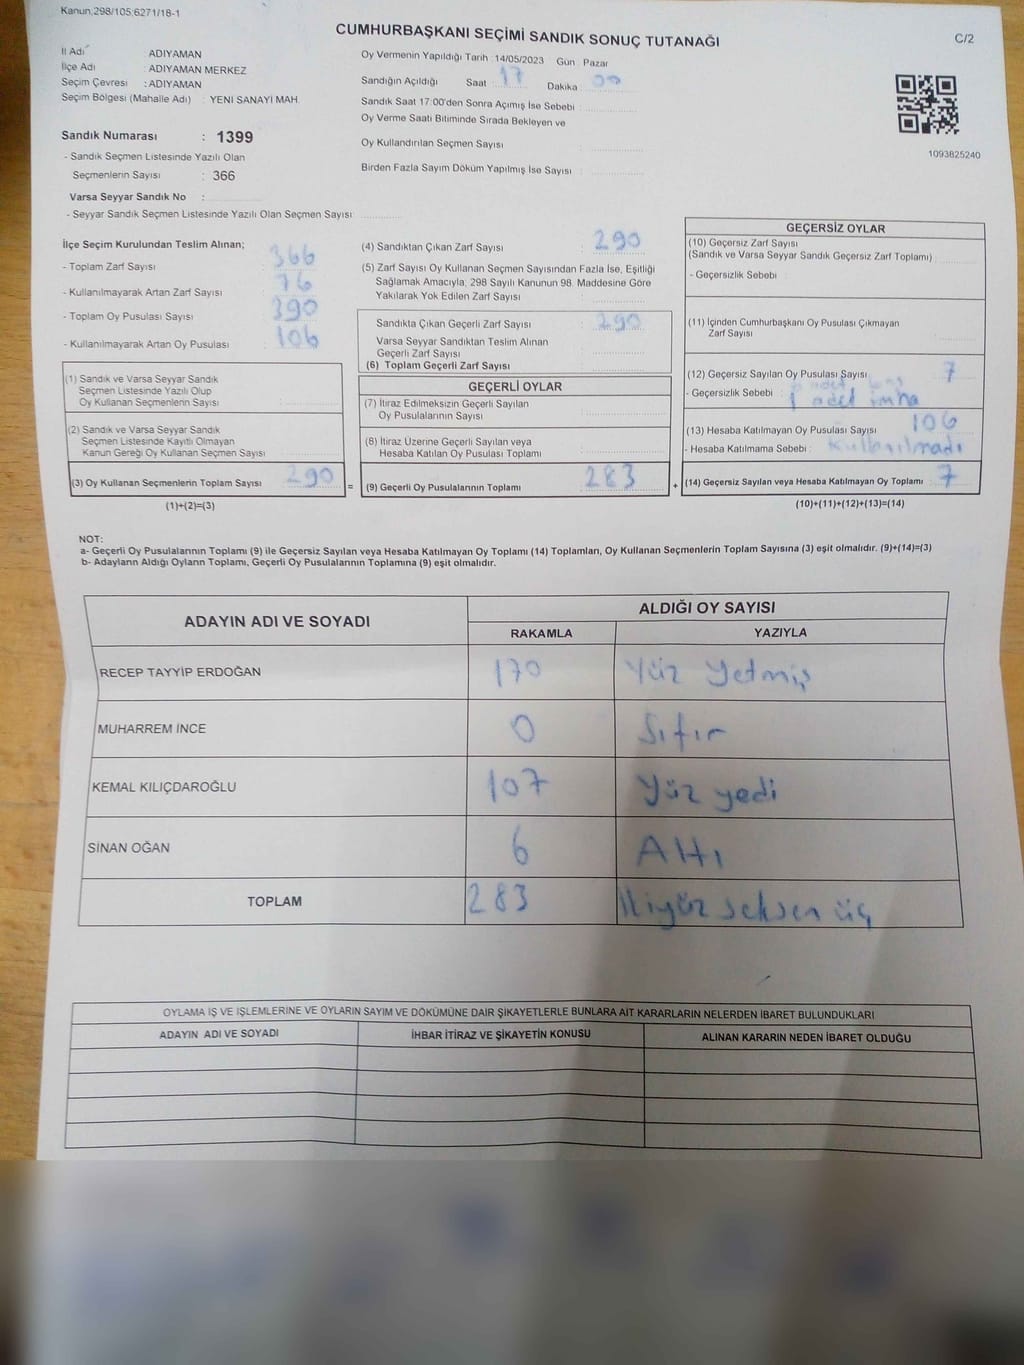 Kanun,298/105,6271/18-1
CUMHURBAŞKANI SEÇİMİ SANDIK SONUÇ TUTANAĞI
C/2
İl Adı : ADIYAMAN
İlçe Adı : ADIYAMAN MERKEZ
Seçim Çevresi : ADIYAMAN
Seçim Bölgesi (Mahalle Adı) : YENİ SANAYİ MAH.
Sandık Numarası : 1399
- Sandık Seçmen Listesinde Yazılı Olan
Seçmenlerin Sayısı : 366
Varsa Seyyar Sandık No :
- Seyyar Sandık Seçmen Listesinde Yazılı Olan Seçmen Sayısı :
Oy Vermenin Yapıldığı Tarih : 14/05/2023 Gün : Pazar
Sandığın Açıldığı Saat : 17 Dakika : 00
Sandık Saat 17:00'den Sonra Açımış İse Sebebi :
Oy Verme Saati Bitiminde Sırada Bekleyen ve
Oy Kullandırılan Seçmen Sayısı :
Birden Fazla Sayım Döküm Yapılmış İse Sayısı :
1093825240
İlçe Seçim Kurulundan Teslim Alınan;
- Toplam Zarf Sayısı : 366
- Kullanılmayarak Artan Zarf Sayısı : 76
- Toplam Oy Pusulası Sayısı : 390
- Kullanılmayarak Artan Oy Pusulası : 106
(1) Sandık ve Varsa Seyyar Sandık
Seçmen Listesinde Yazılı Olup
Oy Kullanan Seçmenlerin Sayısı :
(2) Sandık ve Varsa Seyyar Sandık
Seçmen Listesinde Kayıtlı Olmayan
Kanun Gereği Oy Kullanan Seçmen Sayısı :
(3) Oy Kullanan Seçmenlerin Toplam Sayısı : 290
(1)+(2)=(3)
(4) Sandıktan Çıkan Zarf Sayısı : 290
(5) Zarf Sayısı Oy Kullanan Seçmen Sayısından Fazla İse, Eşitliği
Sağlamak Amacıyla; 298 Sayılı Kanunun 98. Maddesine Göre
Yakılarak Yok Edilen Zarf Sayısı :
Sandıkta Çıkan Geçerli Zarf Sayısı : 290
Varsa Seyyar Sandıktan Teslim Alınan
Geçerli Zarf Sayısı :
(6) Toplam Geçerli Zarf Sayısı :
GEÇERLİ OYLAR
(7) İtiraz Edilmeksizin Geçerli Sayılan
Oy Pusulalarının Sayısı :
(8) İtiraz Üzerine Geçerli Sayılan veya
Hesaba Katılan Oy Pusulası Toplamı :
= (9) Geçerli Oy Pusulalarının Toplamı : 283
GEÇERSİZ OYLAR
(10) Geçersiz Zarf Sayısı
(Sandık ve Varsa Seyyar Sandık Geçersiz Zarf Toplamı) :
- Geçersizlik Sebebi :
(11) İçinden Cumhurbaşkanı Oy Pusulası Çıkmayan
Zarf Sayısı :
(12) Geçersiz Sayılan Oy Pusulası Sayısı : 7
- Geçersizlik Sebebi :
1 adet imha
(13) Hesaba Katılmayan Oy Pusulası Sayısı : 106
- Hesaba Katılmama Sebebi : Kullanılmadı
+ (14) Geçersiz Sayılan veya Hesaba Katılmayan Oy Toplamı : 7
(10)+(11)+(12)+(13)=(14)
NOT:
a- Geçerli Oy Pusulalarının Toplamı (9) ile Geçersiz Sayılan veya Hesaba Katılmayan Oy Toplamı (14) Toplamları, Oy Kullanan Seçmenlerin Toplam Sayısına (3) eşit olmalıdır. (9)+(14)=(3)
b- Adayların Aldığı Oyların Toplamı, Geçerli Oy Pusulalarının Toplamına (9) eşit olmalıdır.
ADAYIN ADI VE SOYADI
ALDIĞI OY SAYISI
RAKAMLA YAZIYLA
RECEP TAYYİP ERDOĞAN 170 Yüz Yetmiş
MUHARREM İNCE 0 Sıfır
KEMAL KILIÇDAROĞLU 107 Yüz yedi
SİNAN OĞAN 6 Altı
TOPLAM 283 İkiyüz seksen üç
OYLAMA İŞ VE İŞLEMLERİNE VE OYLARIN SAYIM VE DÖKÜMÜNE DAİR ŞİKAYETLERLE BUNLARA AİT KARARLARIN NELERDEN İBARET BULUNDUKLARI
ADAYIN ADI VE SOYADI İHBAR İTİRAZ VE ŞİKAYETİN KONUSU ALINAN KARARIN NEDEN İBARET OLDUĞU